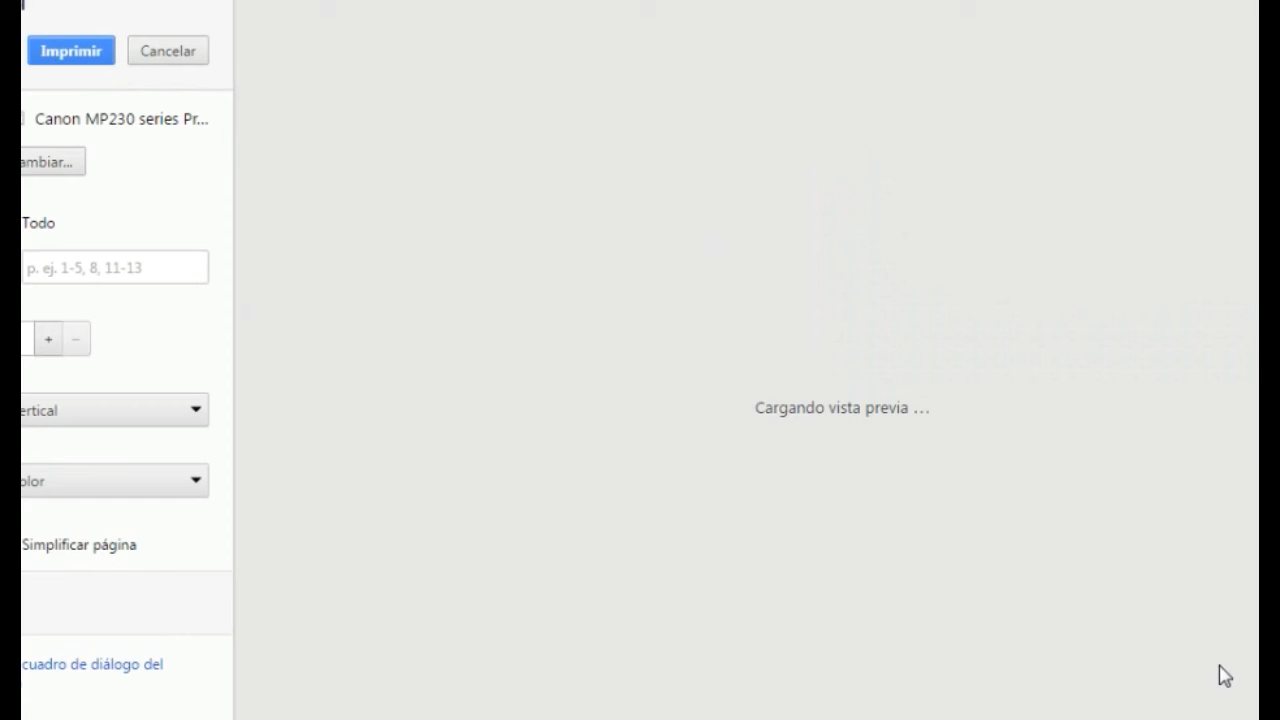 Imprimir
Cancelar
Canon MP230 series Pr...
ambiar...
Todo
p. ej. 1-5, 8, 11-13
+
−
ertical
olor
Simplificar página
cuadro de diálogo del
Cargando vista previa ...